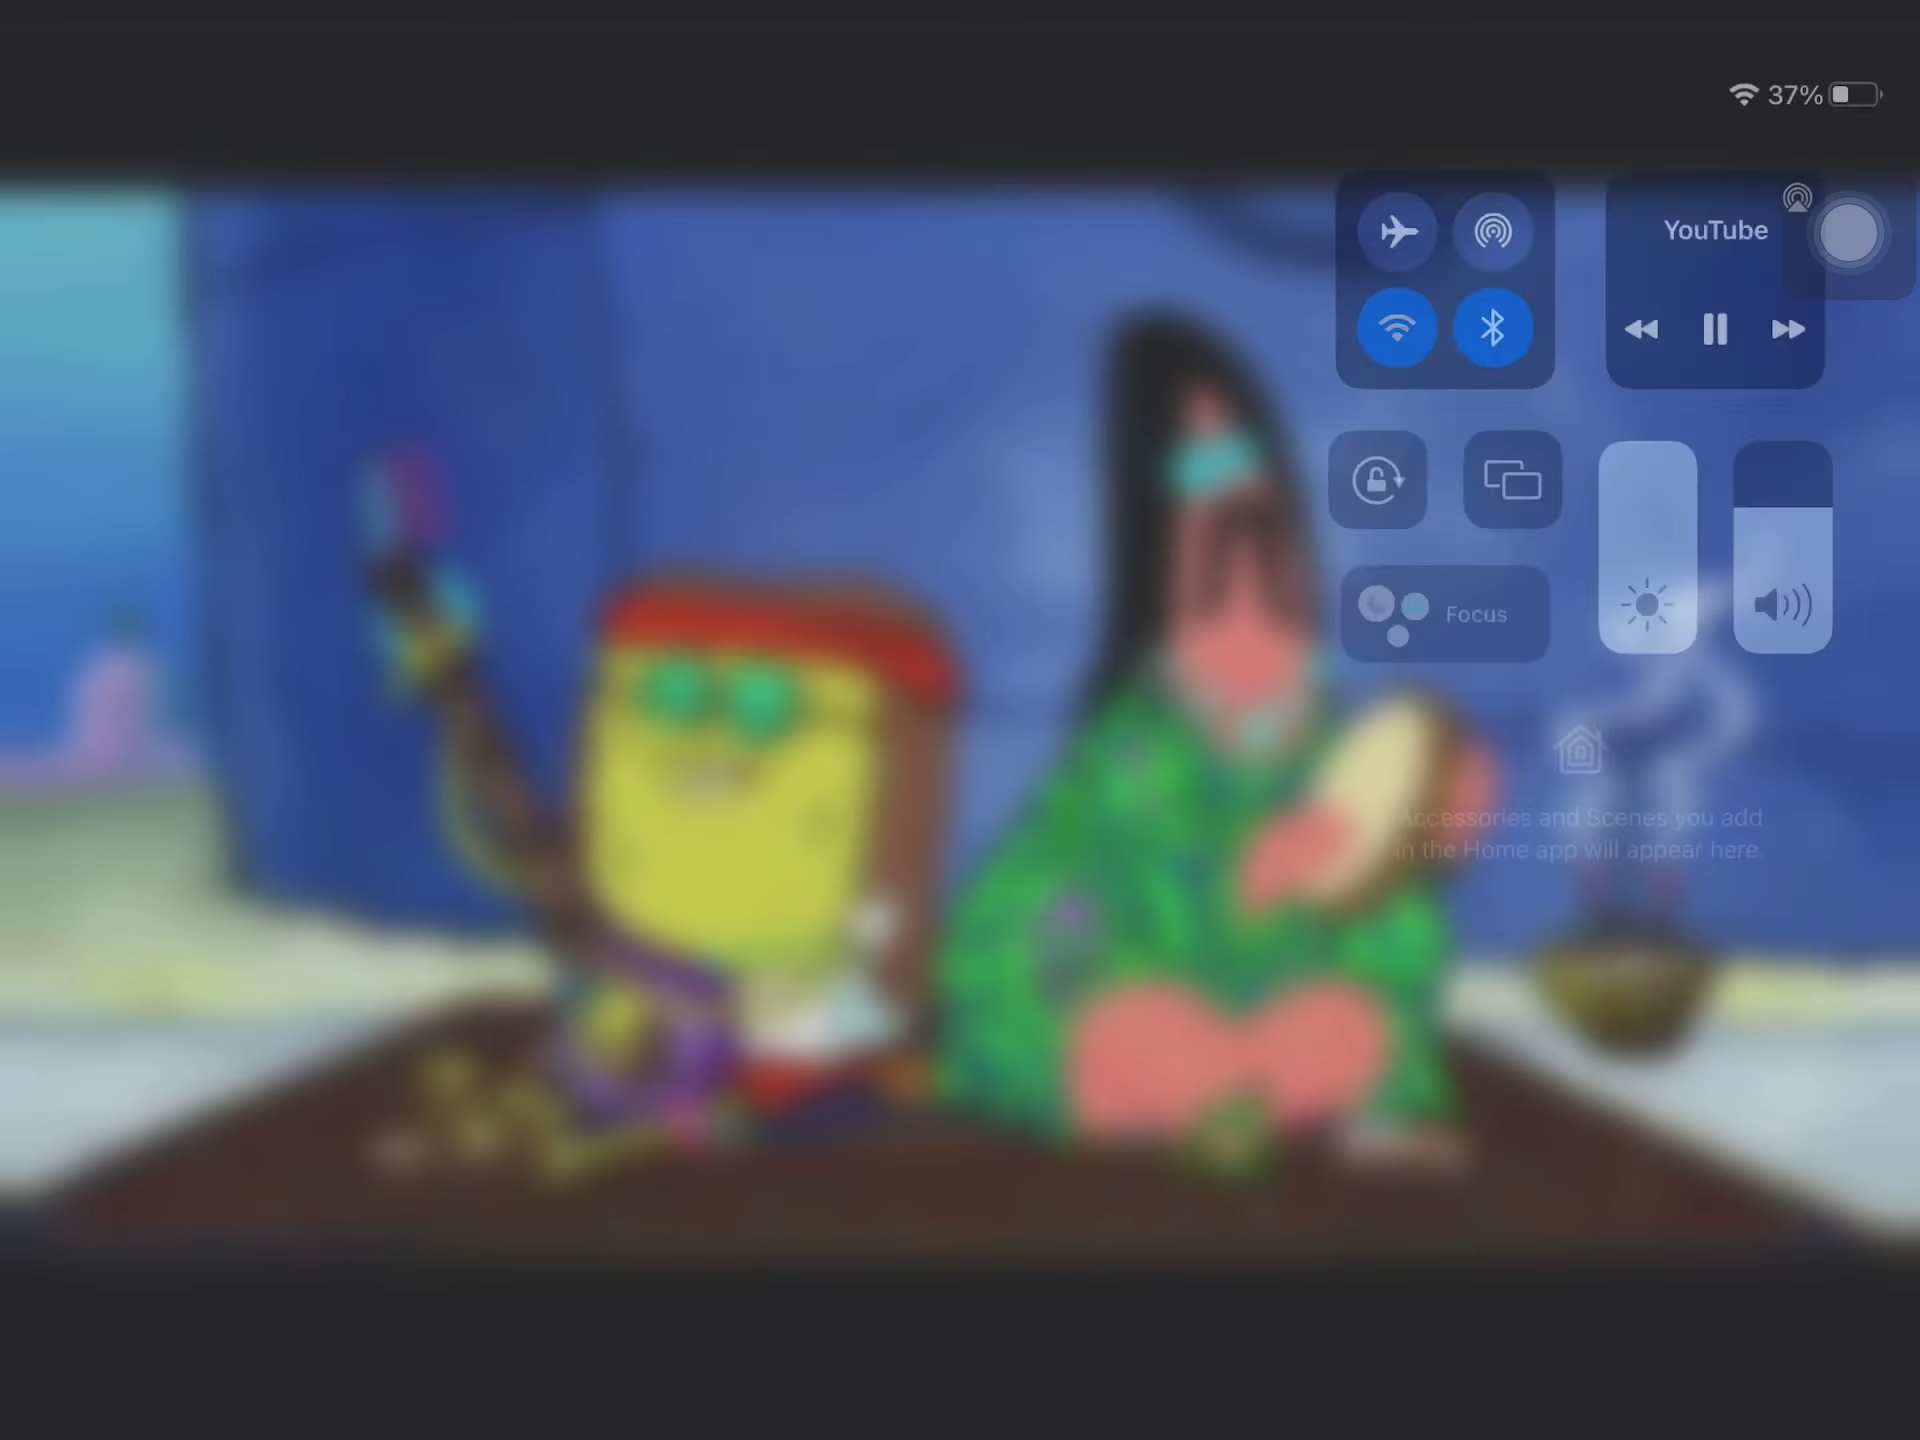 37%
YouTube
Focus
Accessories and Scenes you add
in the Home app will appear here.